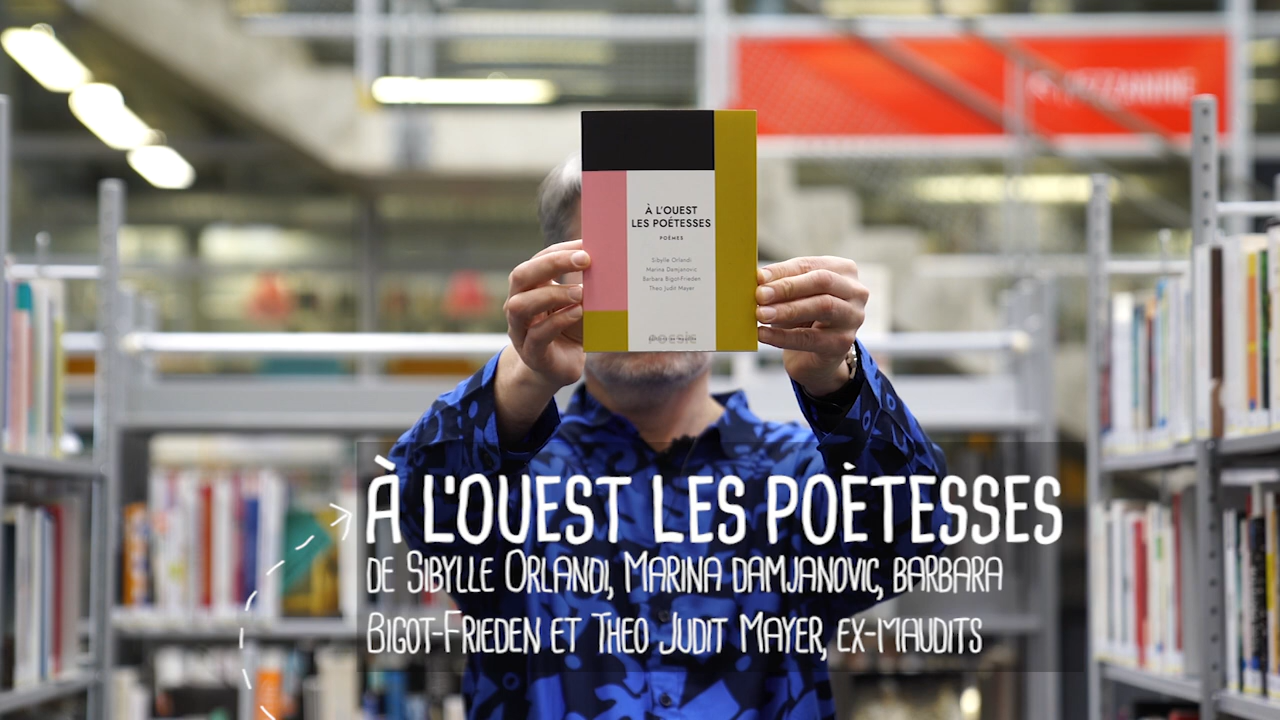 À L'OUEST
LES POÉTESSES
POÈMES
Sibylle Orlandi
Marina Damjanovic
Barbara Bigot-Frieden
Theo Judit Mayer
À L'OUEST LES POÈTESSES
DE SIBYLLE ORLANDI, MARINA DAMJANOVIC, BARBARA
BIGOT-FRIEDEN ET THEO JUDIT MAYER, EX-MAUDITS